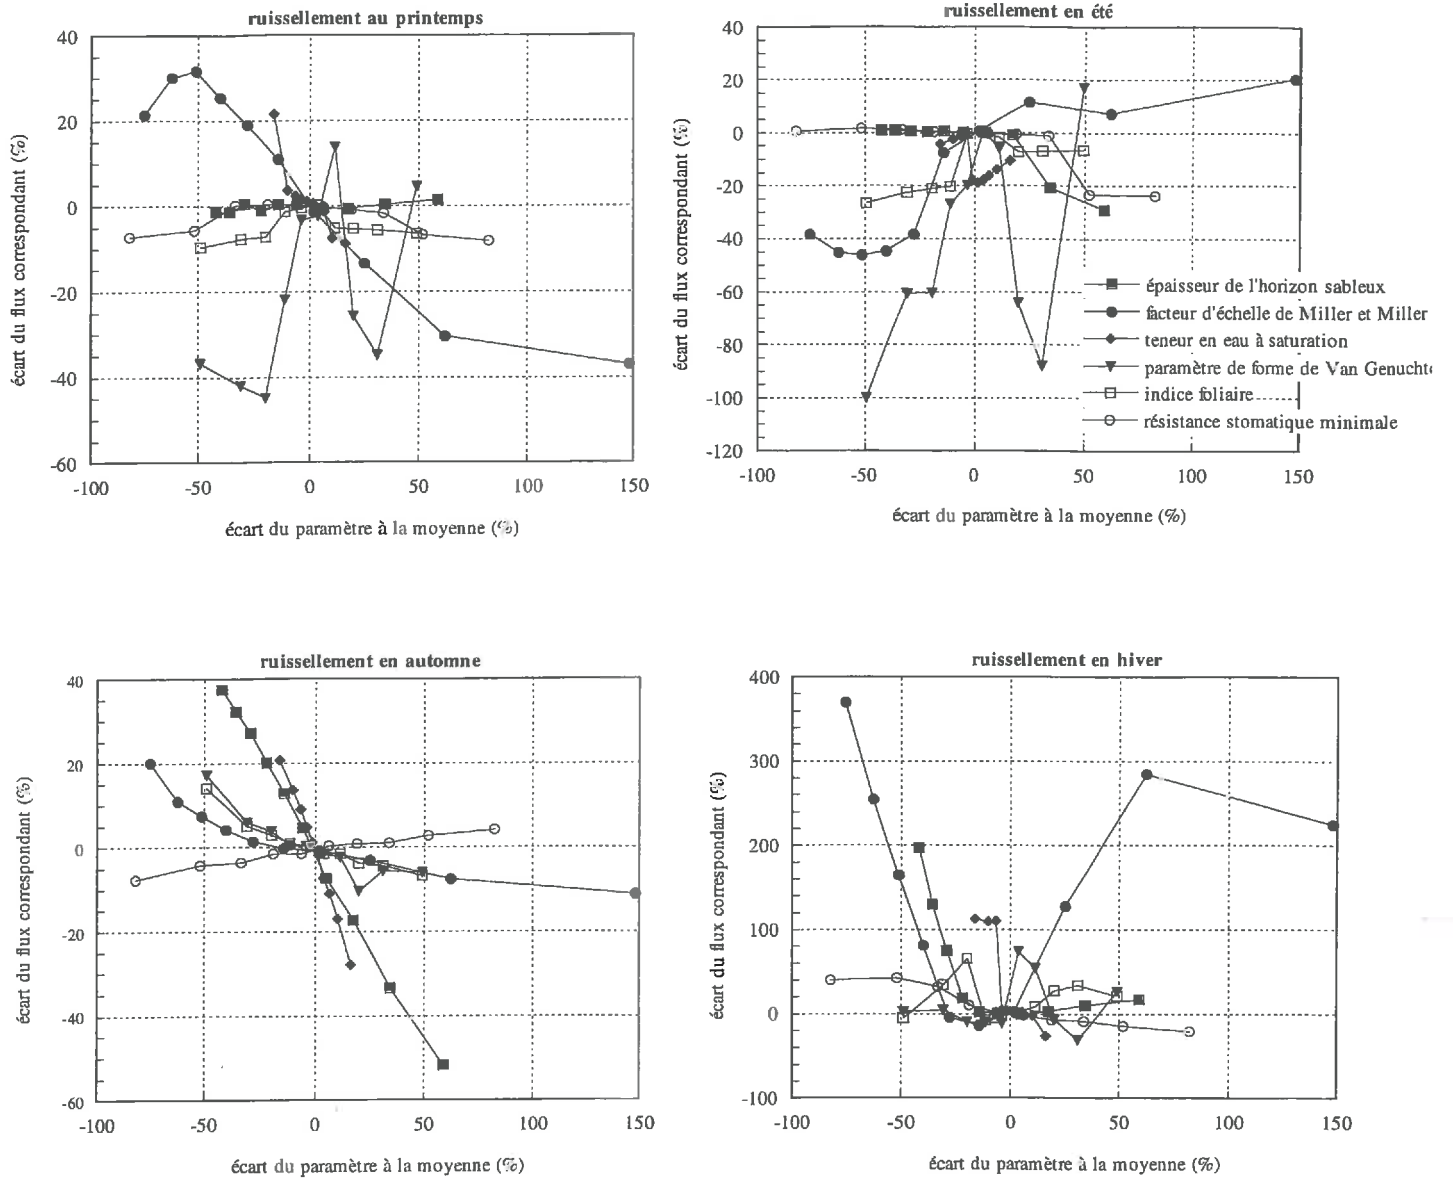 ruissellement au printemps
40
20
0
-20
-40
-60
-100
-50
0
50
100
150
écart du flux correspondant (%)
écart du paramètre à la moyenne (%)
ruissellement en été
40
20
0
-20
-40
-60
-80
-100
-120
-100
-50
0
50
100
150
écart du flux correspondant (%)
écart du paramètre à la moyenne (%)
épaisseur de l'horizon sableux
facteur d'échelle de Miller et Miller
teneur en eau à saturation
paramètre de forme de Van Genucht
indice foliaire
résistance stomatique minimale
ruissellement en automne
40
20
0
-20
-40
-60
-100
-50
0
50
100
150
écart du flux correspondant (%)
écart du paramètre à la moyenne (%)
ruissellement en hiver
400
300
200
100
0
-100
-100
-50
0
50
100
150
écart du flux correspondant (%)
écart du paramètre à la moyenne (%)